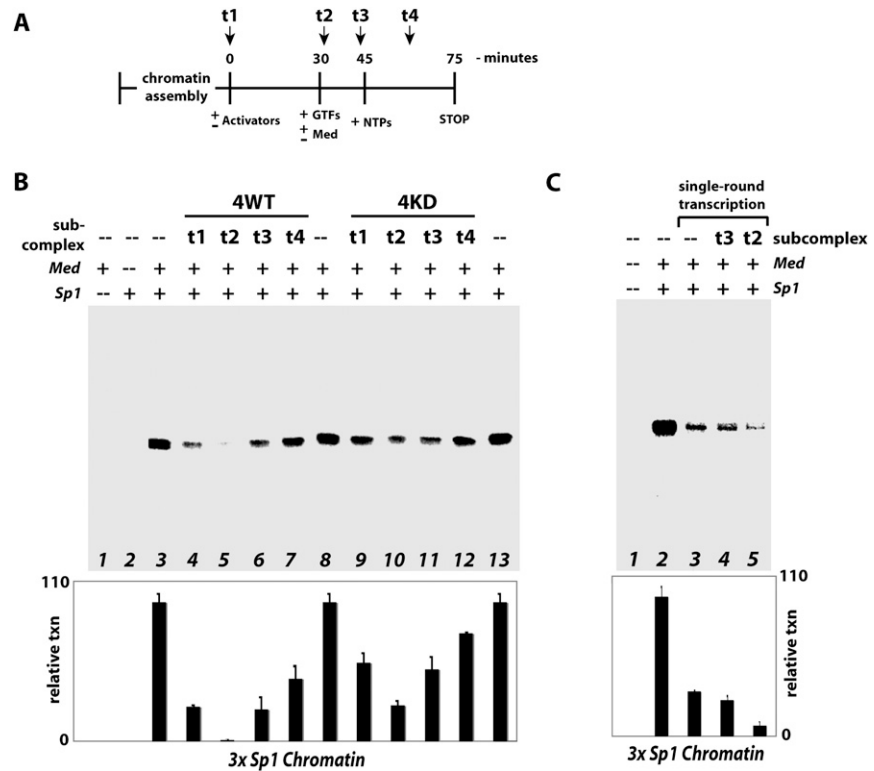 A
t1 t2 t3 t4
0 30 45 75 - minutes
chromatin
assembly
+
- Activators
+ GTFs
+
- Med
+ NTPs
STOP
B
4WT 4KD
sub-
complex
-- -- -- t1 t2 t3 t4 -- t1 t2 t3 t4 --
Med + -- + + + + + + + + + + +
Sp1 -- + + + + + + + + + + + +
1 2 3 4 5 6 7 8 9 10 11 12 13
110
relative txn
0
3x Sp1 Chromatin
C
single-round
transcription
-- -- -- t3 t2 subcomplex
-- + + + + Med
-- + + + + Sp1
1 2 3 4 5
110
relative txn
0
3x Sp1 Chromatin